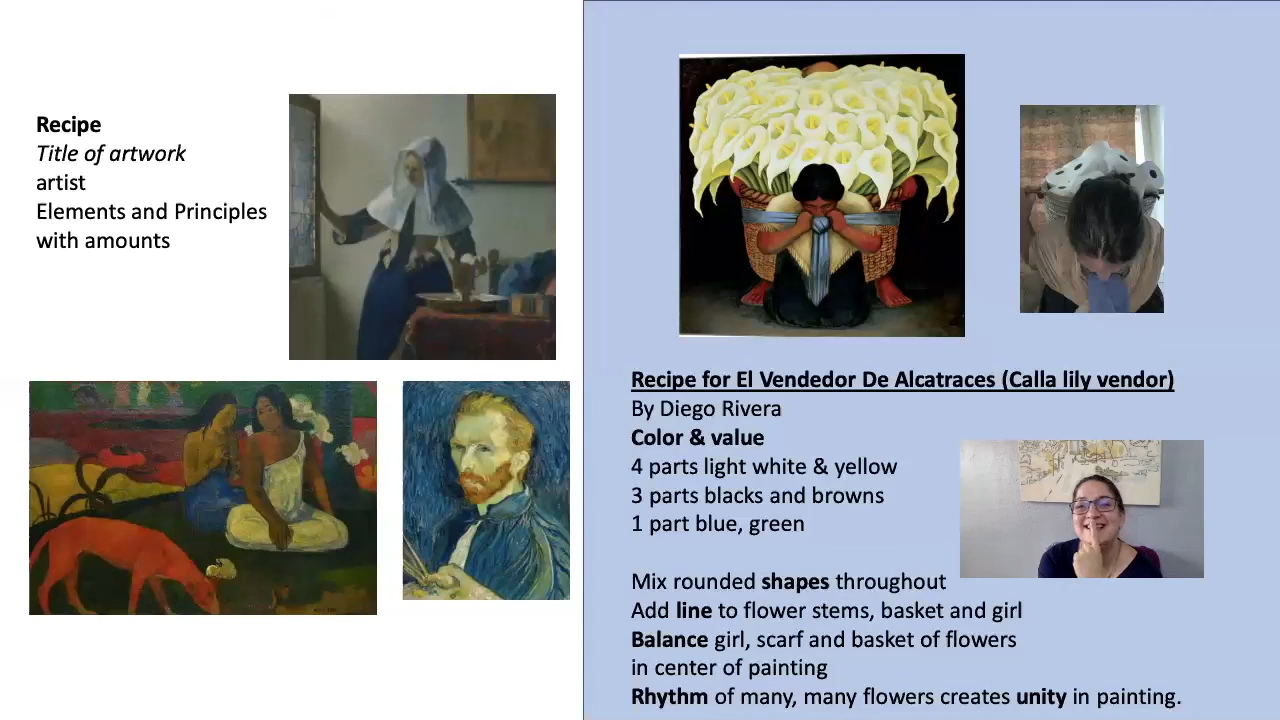 Recipe
Title of artwork
artist
Elements and Principles
with amounts
Recipe for El Vendedor De Alcatraces (Calla lily vendor)
By Diego Rivera
Color & value
4 parts light white & yellow
3 parts blacks and browns
1 part blue, green
Mix rounded shapes throughout
Add line to flower stems, basket and girl
Balance girl, scarf and basket of flowers
in center of painting
Rhythm of many, many flowers creates unity in painting.